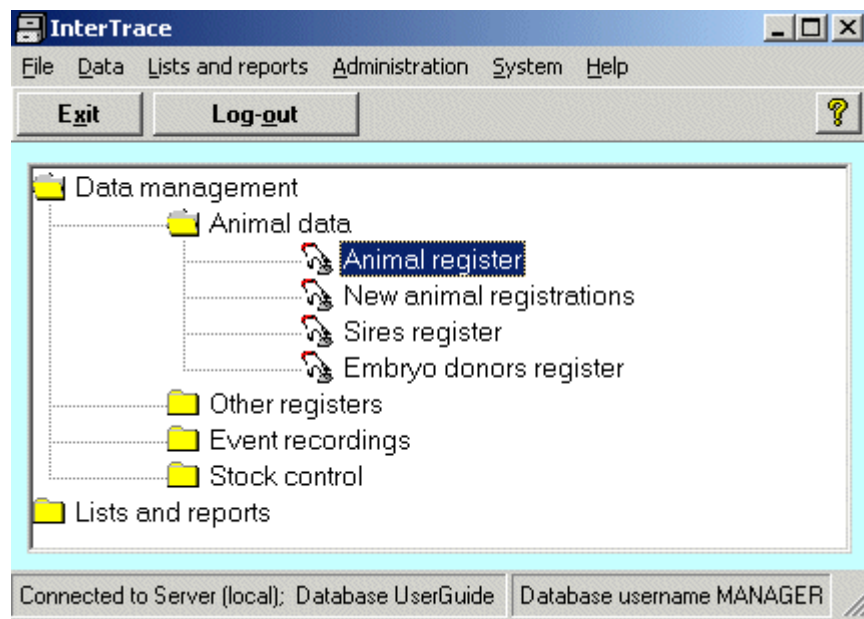 InterTrace
File Data Lists and reports Administration System Help
Exit Log-out ?
Data management
Animal data
Animal register
New animal registrations
Sires register
Embryo donors register
Other registers
Event recordings
Stock control
Lists and reports
Connected to Server (local); Database UserGuide Database username MANAGER